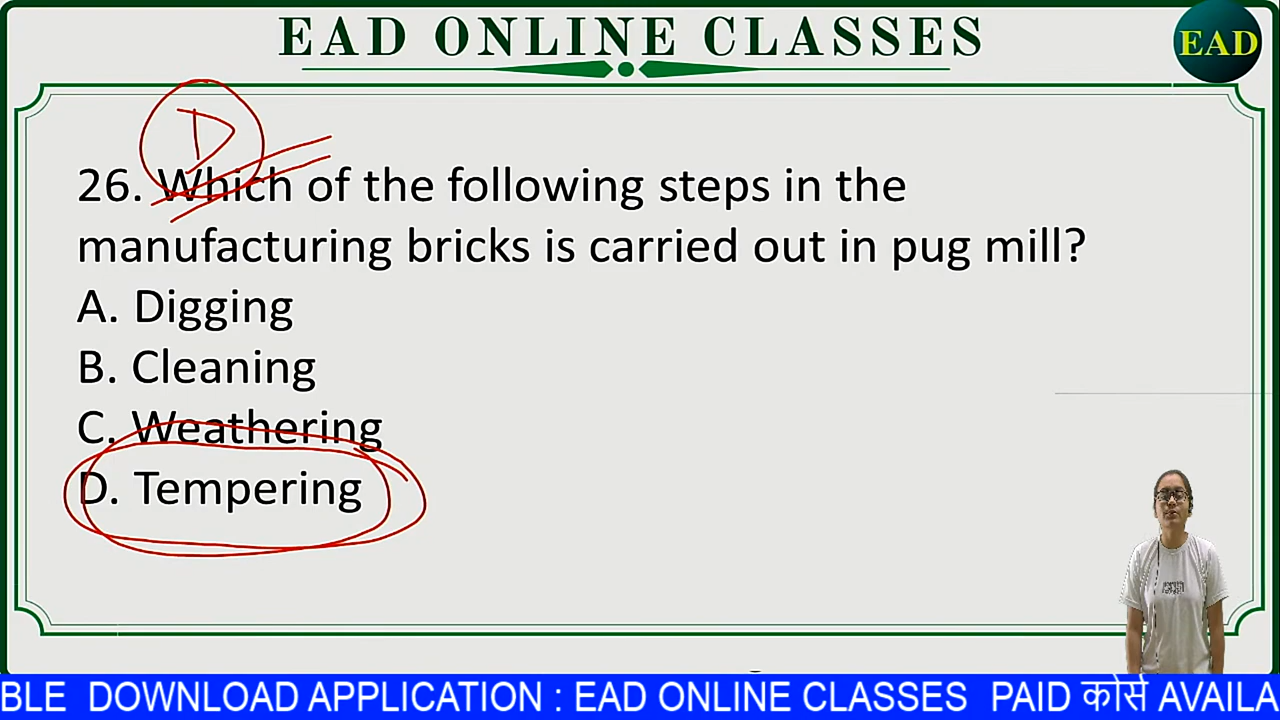 EAD ONLINE CLASSES
EAD
D
26. Which of the following steps in the
manufacturing bricks is carried out in pug mill?
A. Digging
B. Cleaning
C. Weathering
D. Tempering
BLE DOWNLOAD APPLICATION : EAD ONLINE CLASSES PAID कोर्स AVAILA